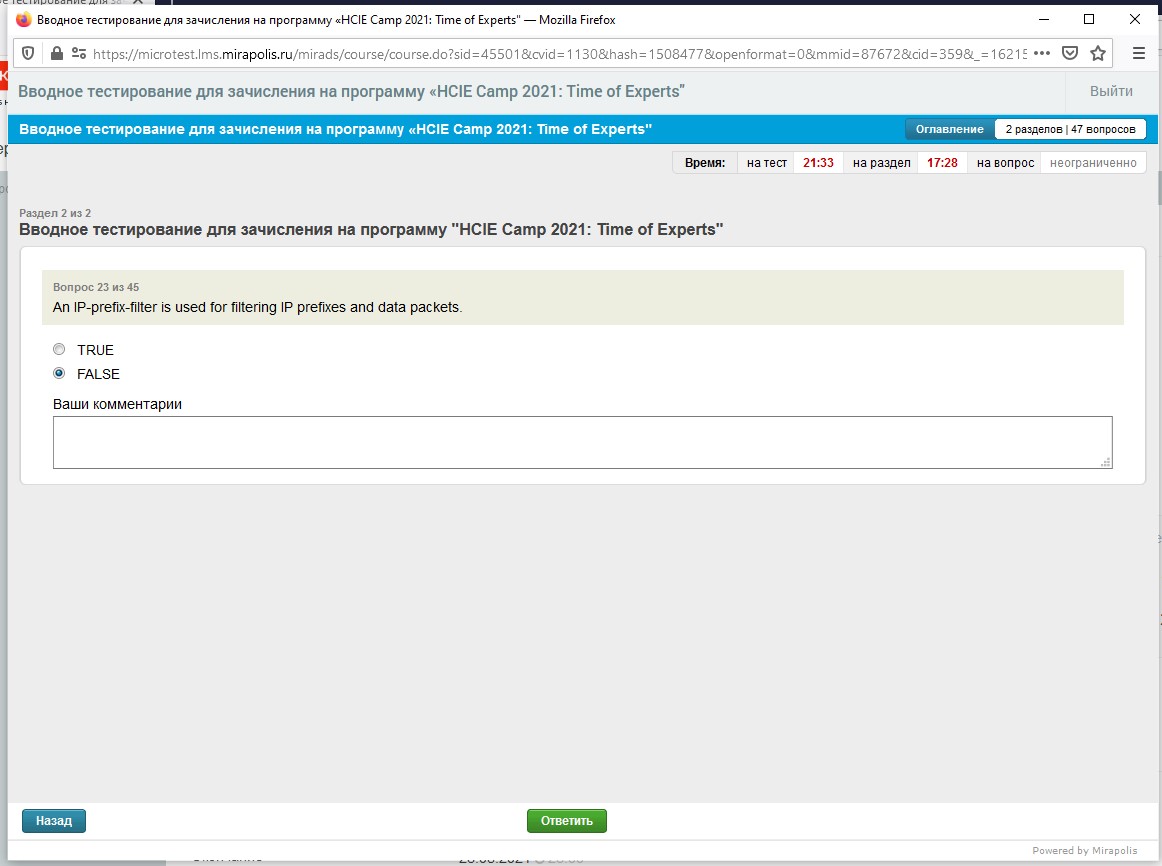 Вводное тестирование для зачисления на программу «HCIE Camp 2021: Time of Experts" — Mozilla Firefox
https://microtest.lms.mirapolis.ru/mirads/course/course.do?sid=45501&cvid=1130&hash=1508477&openformat=0&mmid=87672&cid=359&_=16215
Вводное тестирование для зачисления на программу «HCIE Camp 2021: Time of Experts"
Выйти
Вводное тестирование для зачисления на программу «HCIE Camp 2021: Time of Experts"
Оглавление 2 разделов | 47 вопросов
Время: на тест 21:33 на раздел 17:28 на вопрос неограниченно
Раздел 2 из 2
Вводное тестирование для зачисления на программу "HCIE Camp 2021: Time of Experts"
Вопрос 23 из 45
An IP-prefix-filter is used for filtering IP prefixes and data packets.
TRUE
FALSE
Ваши комментарии
Назад
Ответить
Powered by Mirapolis